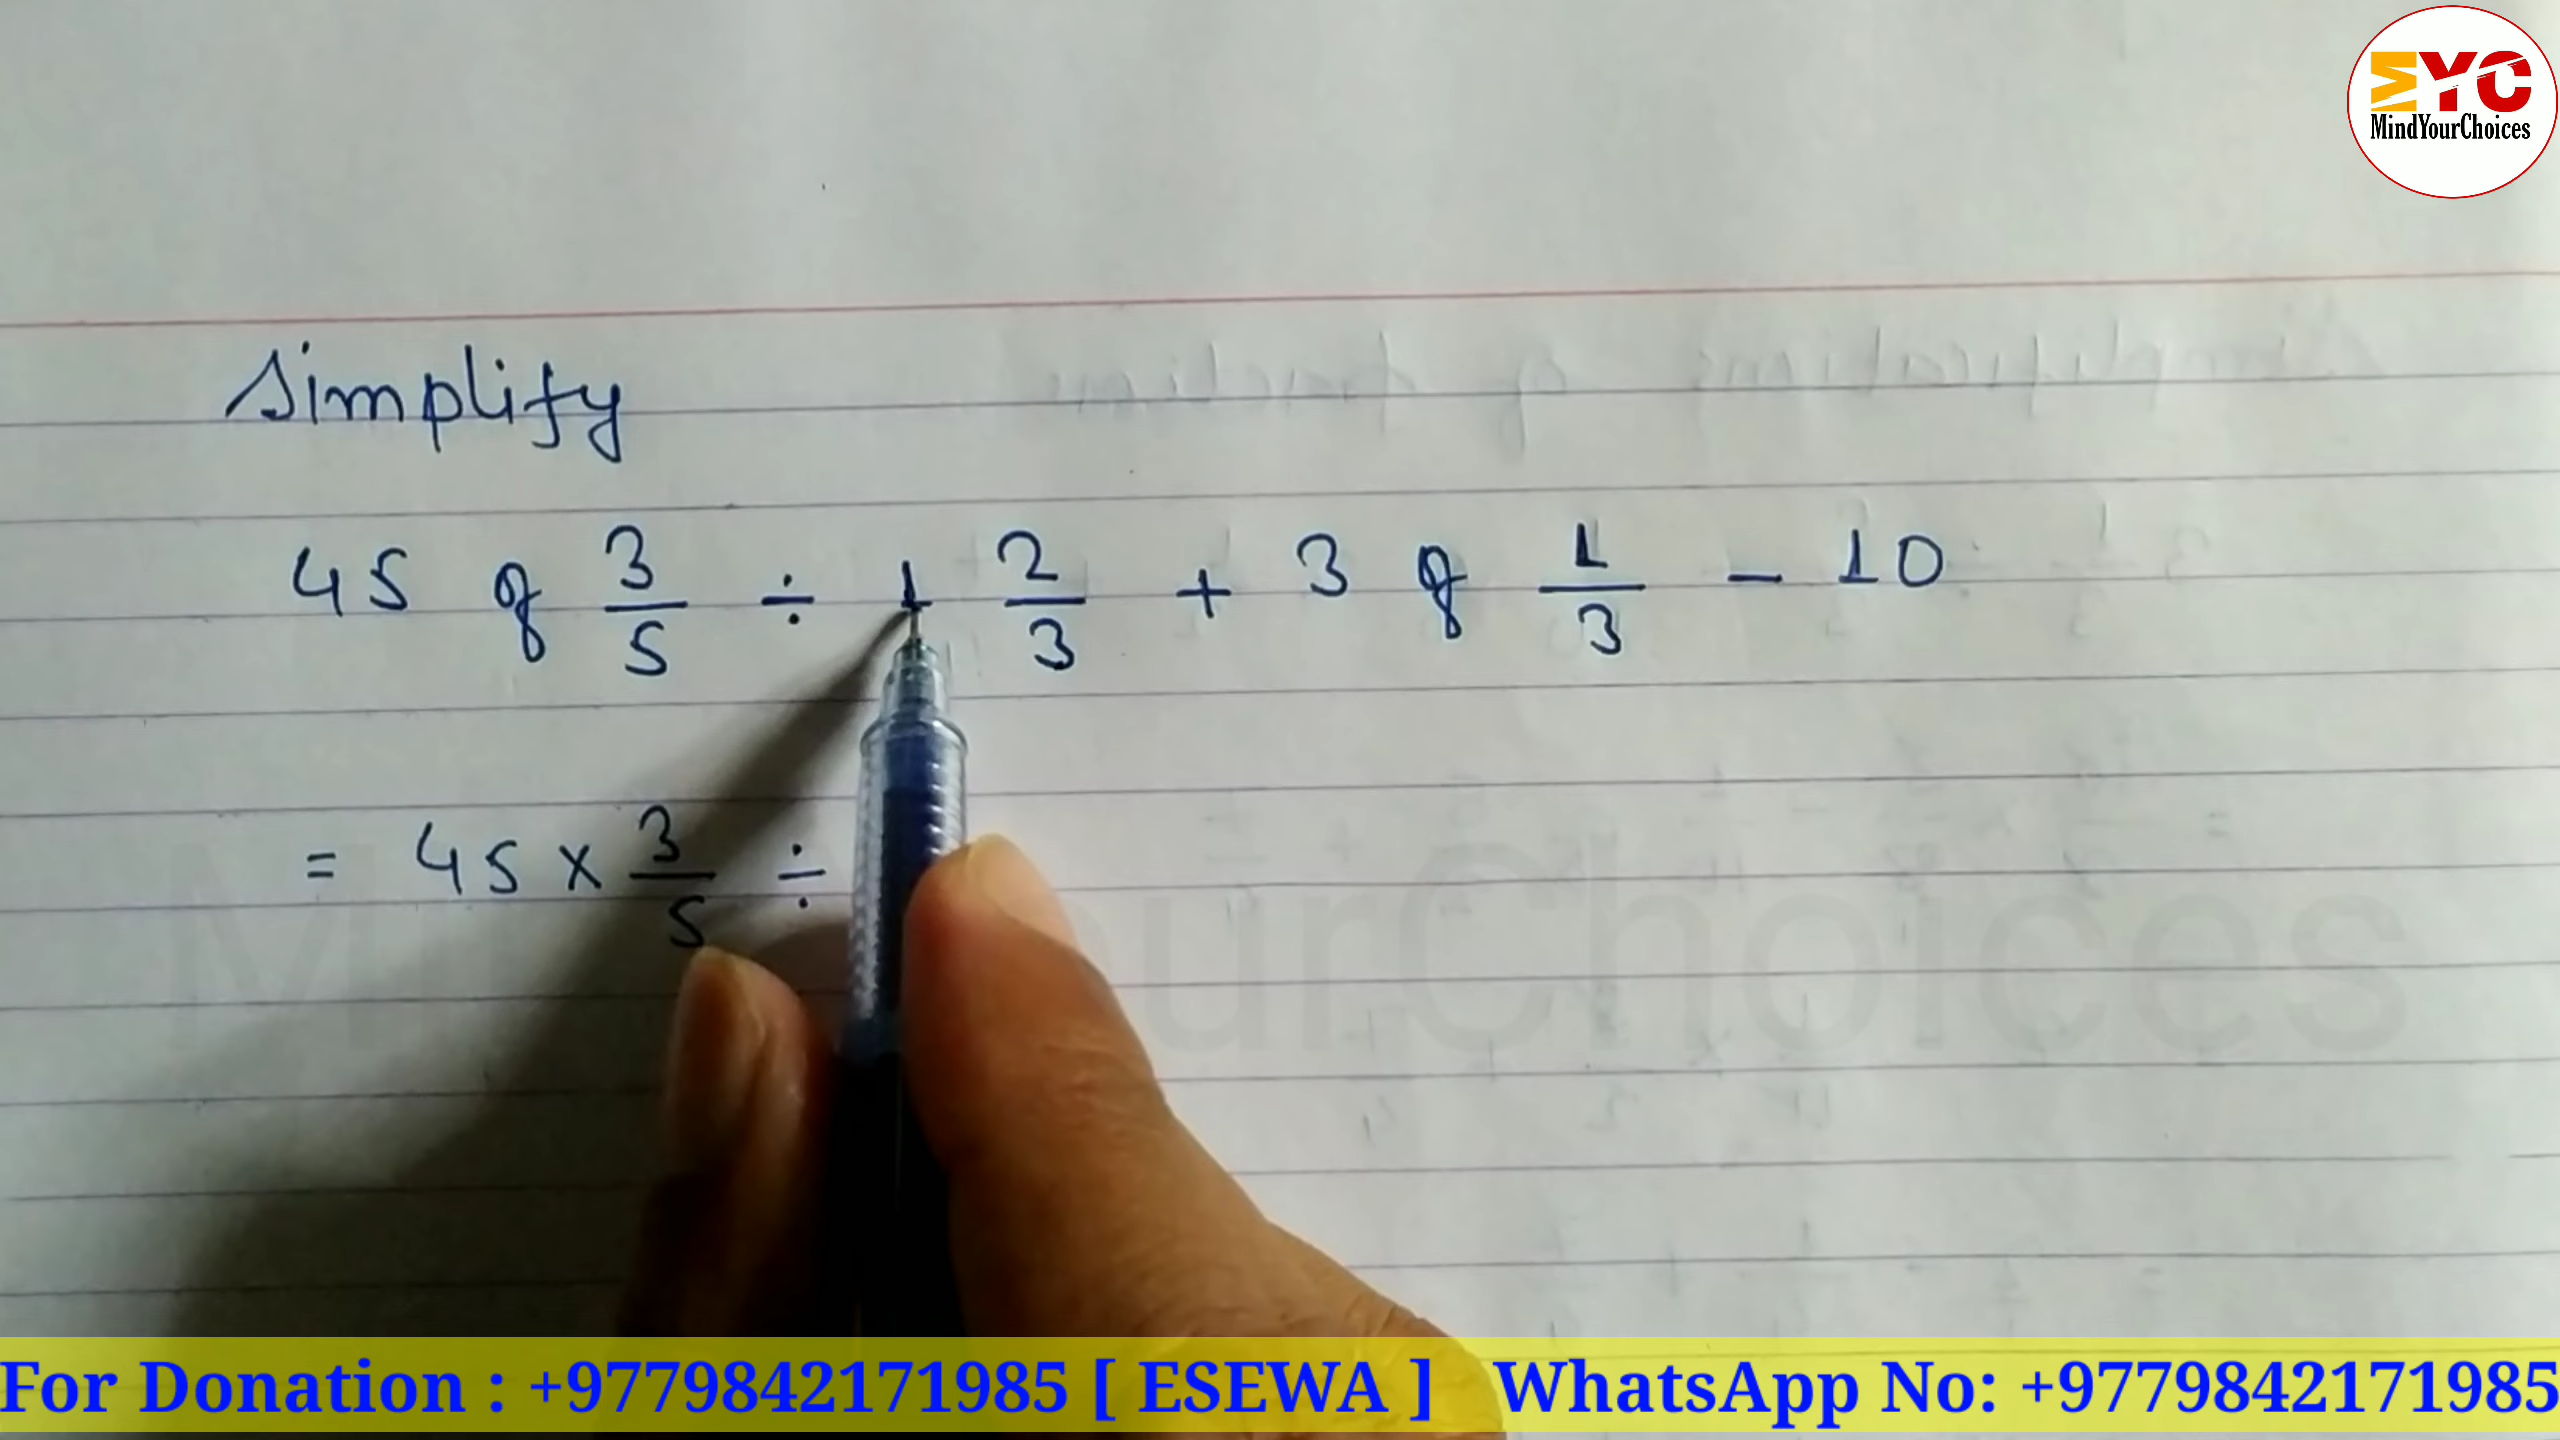 MYC
MindYourChoices
Simplify
45 of 3/5 ÷ 1 2/3 + 3 of 1/3 - 10
= 45 × 3/5 ÷
For Donation : +9779842171985 [ ESEWA ] WhatsApp No: +9779842171985